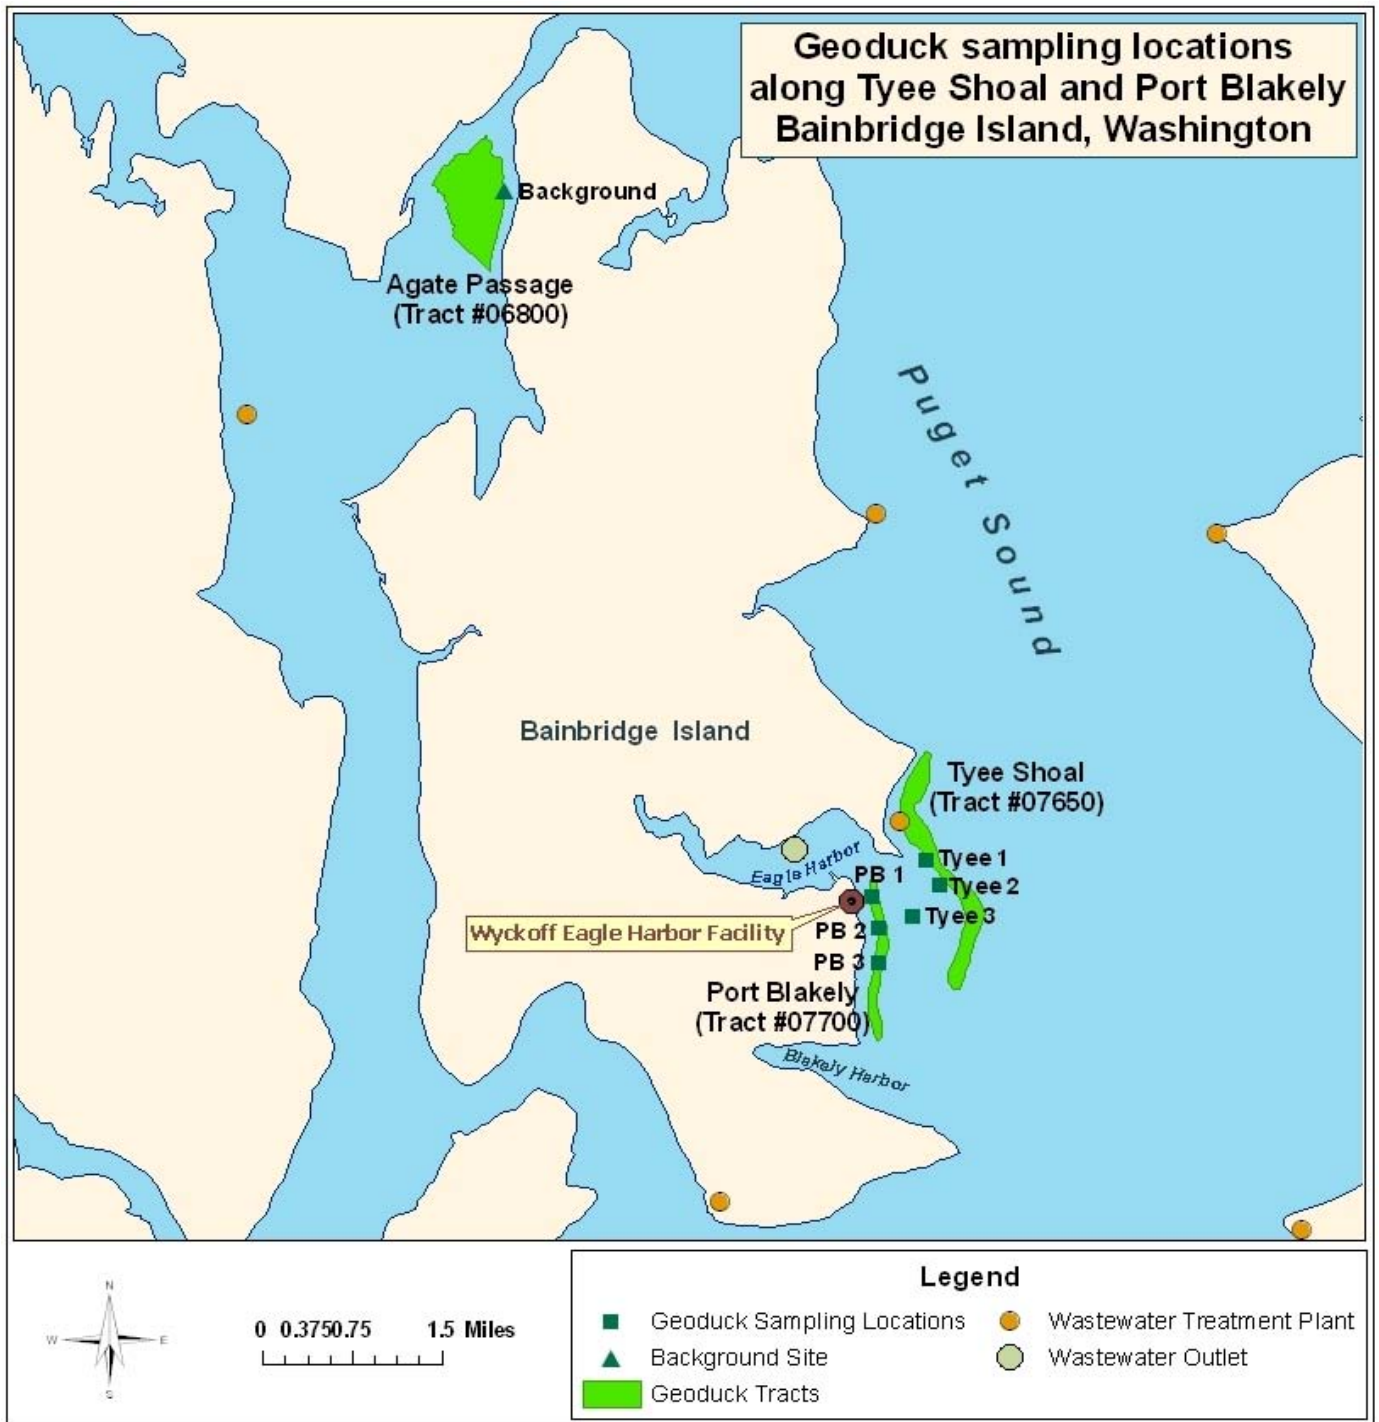 Geoduck sampling locations
along Tyee Shoal and Port Blakely
Bainbridge Island, Washington
Background
Agate Passage
(Tract #06800)
Puget Sound
Bainbridge Island
Tyee Shoal
(Tract #07650)
Eagle Harbor
Tyee 1
PB 1
Tyee 2
Tyee 3
Wyckoff Eagle Harbor Facility
PB 2
PB 3
Port Blakely
(Tract #07700)
Blakely Harbor
N
W E
S
0 0.3750.75 1.5 Miles
Legend
Geoduck Sampling Locations
Wastewater Treatment Plant
Background Site
Wastewater Outlet
Geoduck Tracts